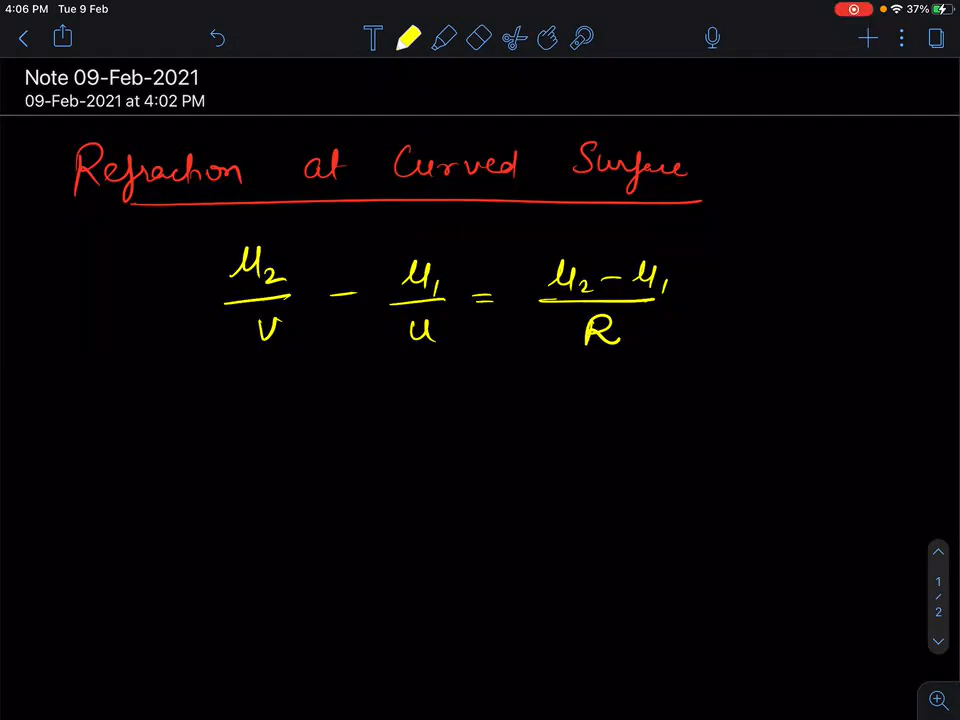 4:06 PM Tue 9 Feb 37%
T
Note 09-Feb-2021
09-Feb-2021 at 4:02 PM
Refraction at Curved Surface
μ₂/v - μ₁/u = μ₂ - μ₁/R
1
/
2